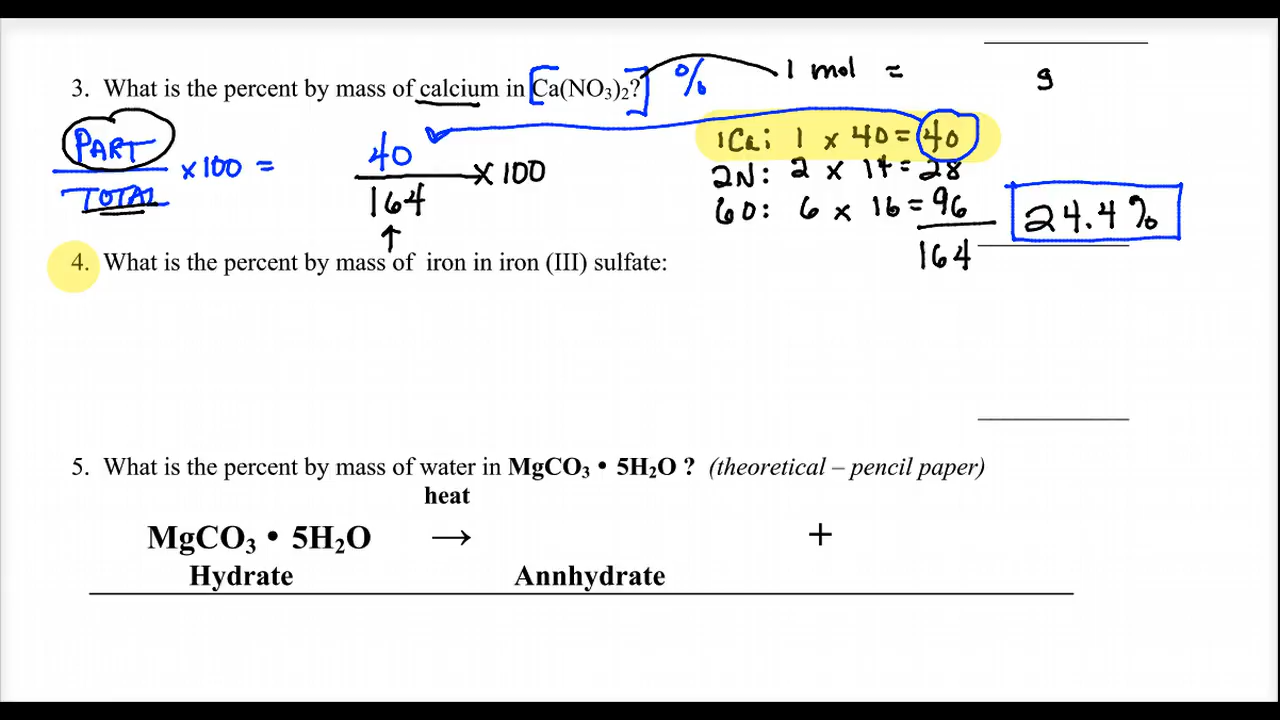 3. What is the percent by mass of calcium in [Ca(NO₃)₂?] % 1 mol = g
PART / TOTAL × 100 = 40 / 164 × 100
1Ca: 1 × 40 = 40
2N: 2 × 14 = 28
6O: 6 × 16 = 96
164
24.4%
4. What is the percent by mass of iron in iron (III) sulfate:
5. What is the percent by mass of water in MgCO₃ • 5H₂O ? (theoretical – pencil paper)
heat
MgCO₃ • 5H₂O → +
Hydrate Annhydrate